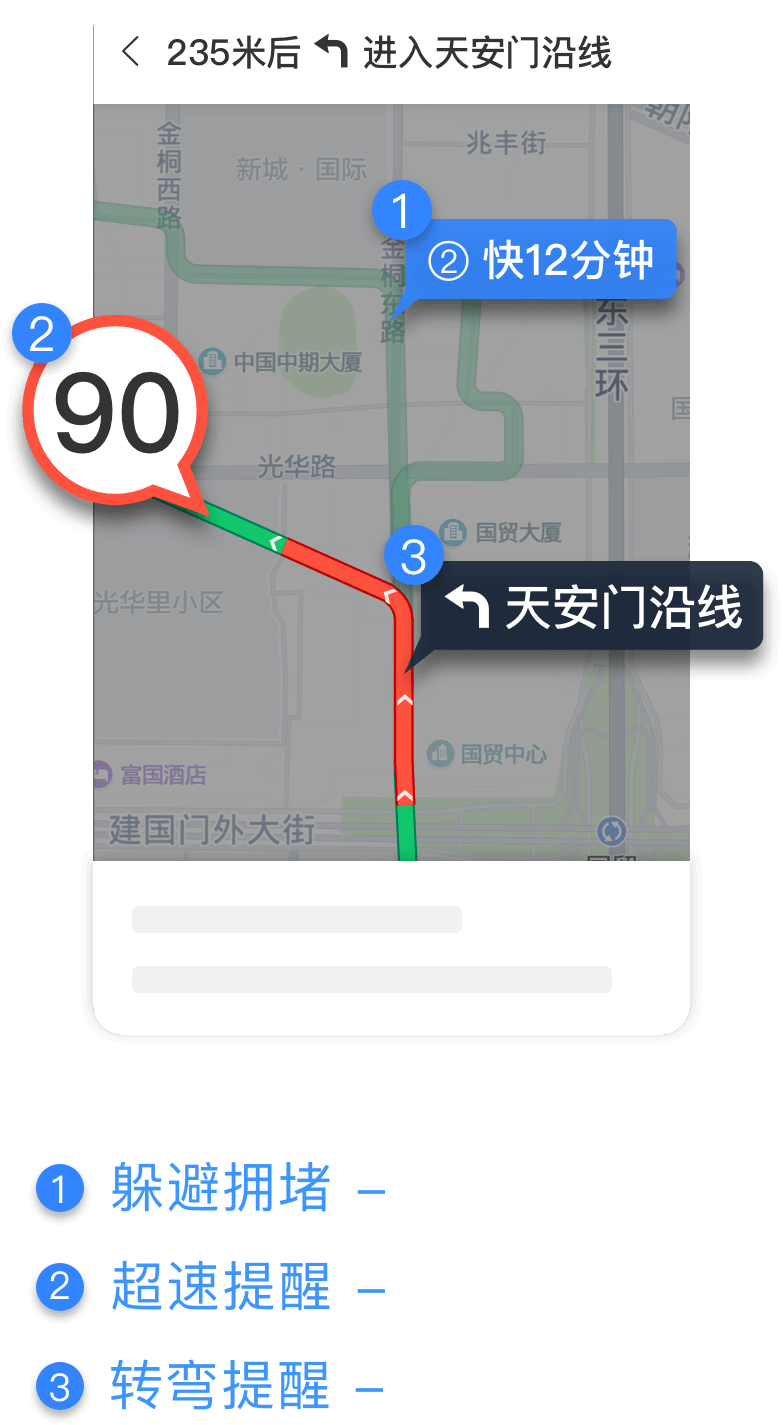 235米后 进入天安门沿线
金桐西路
兆丰街
新城·国际
1
② 快12分钟
金桐东路
东三环
2
90
中国中期大厦
光华路
国贸大厦
3
天安门沿线
光华里小区
国贸中心
富国酒店
建国门外大街
1 躲避拥堵 –
2 超速提醒 –
3 转弯提醒 –